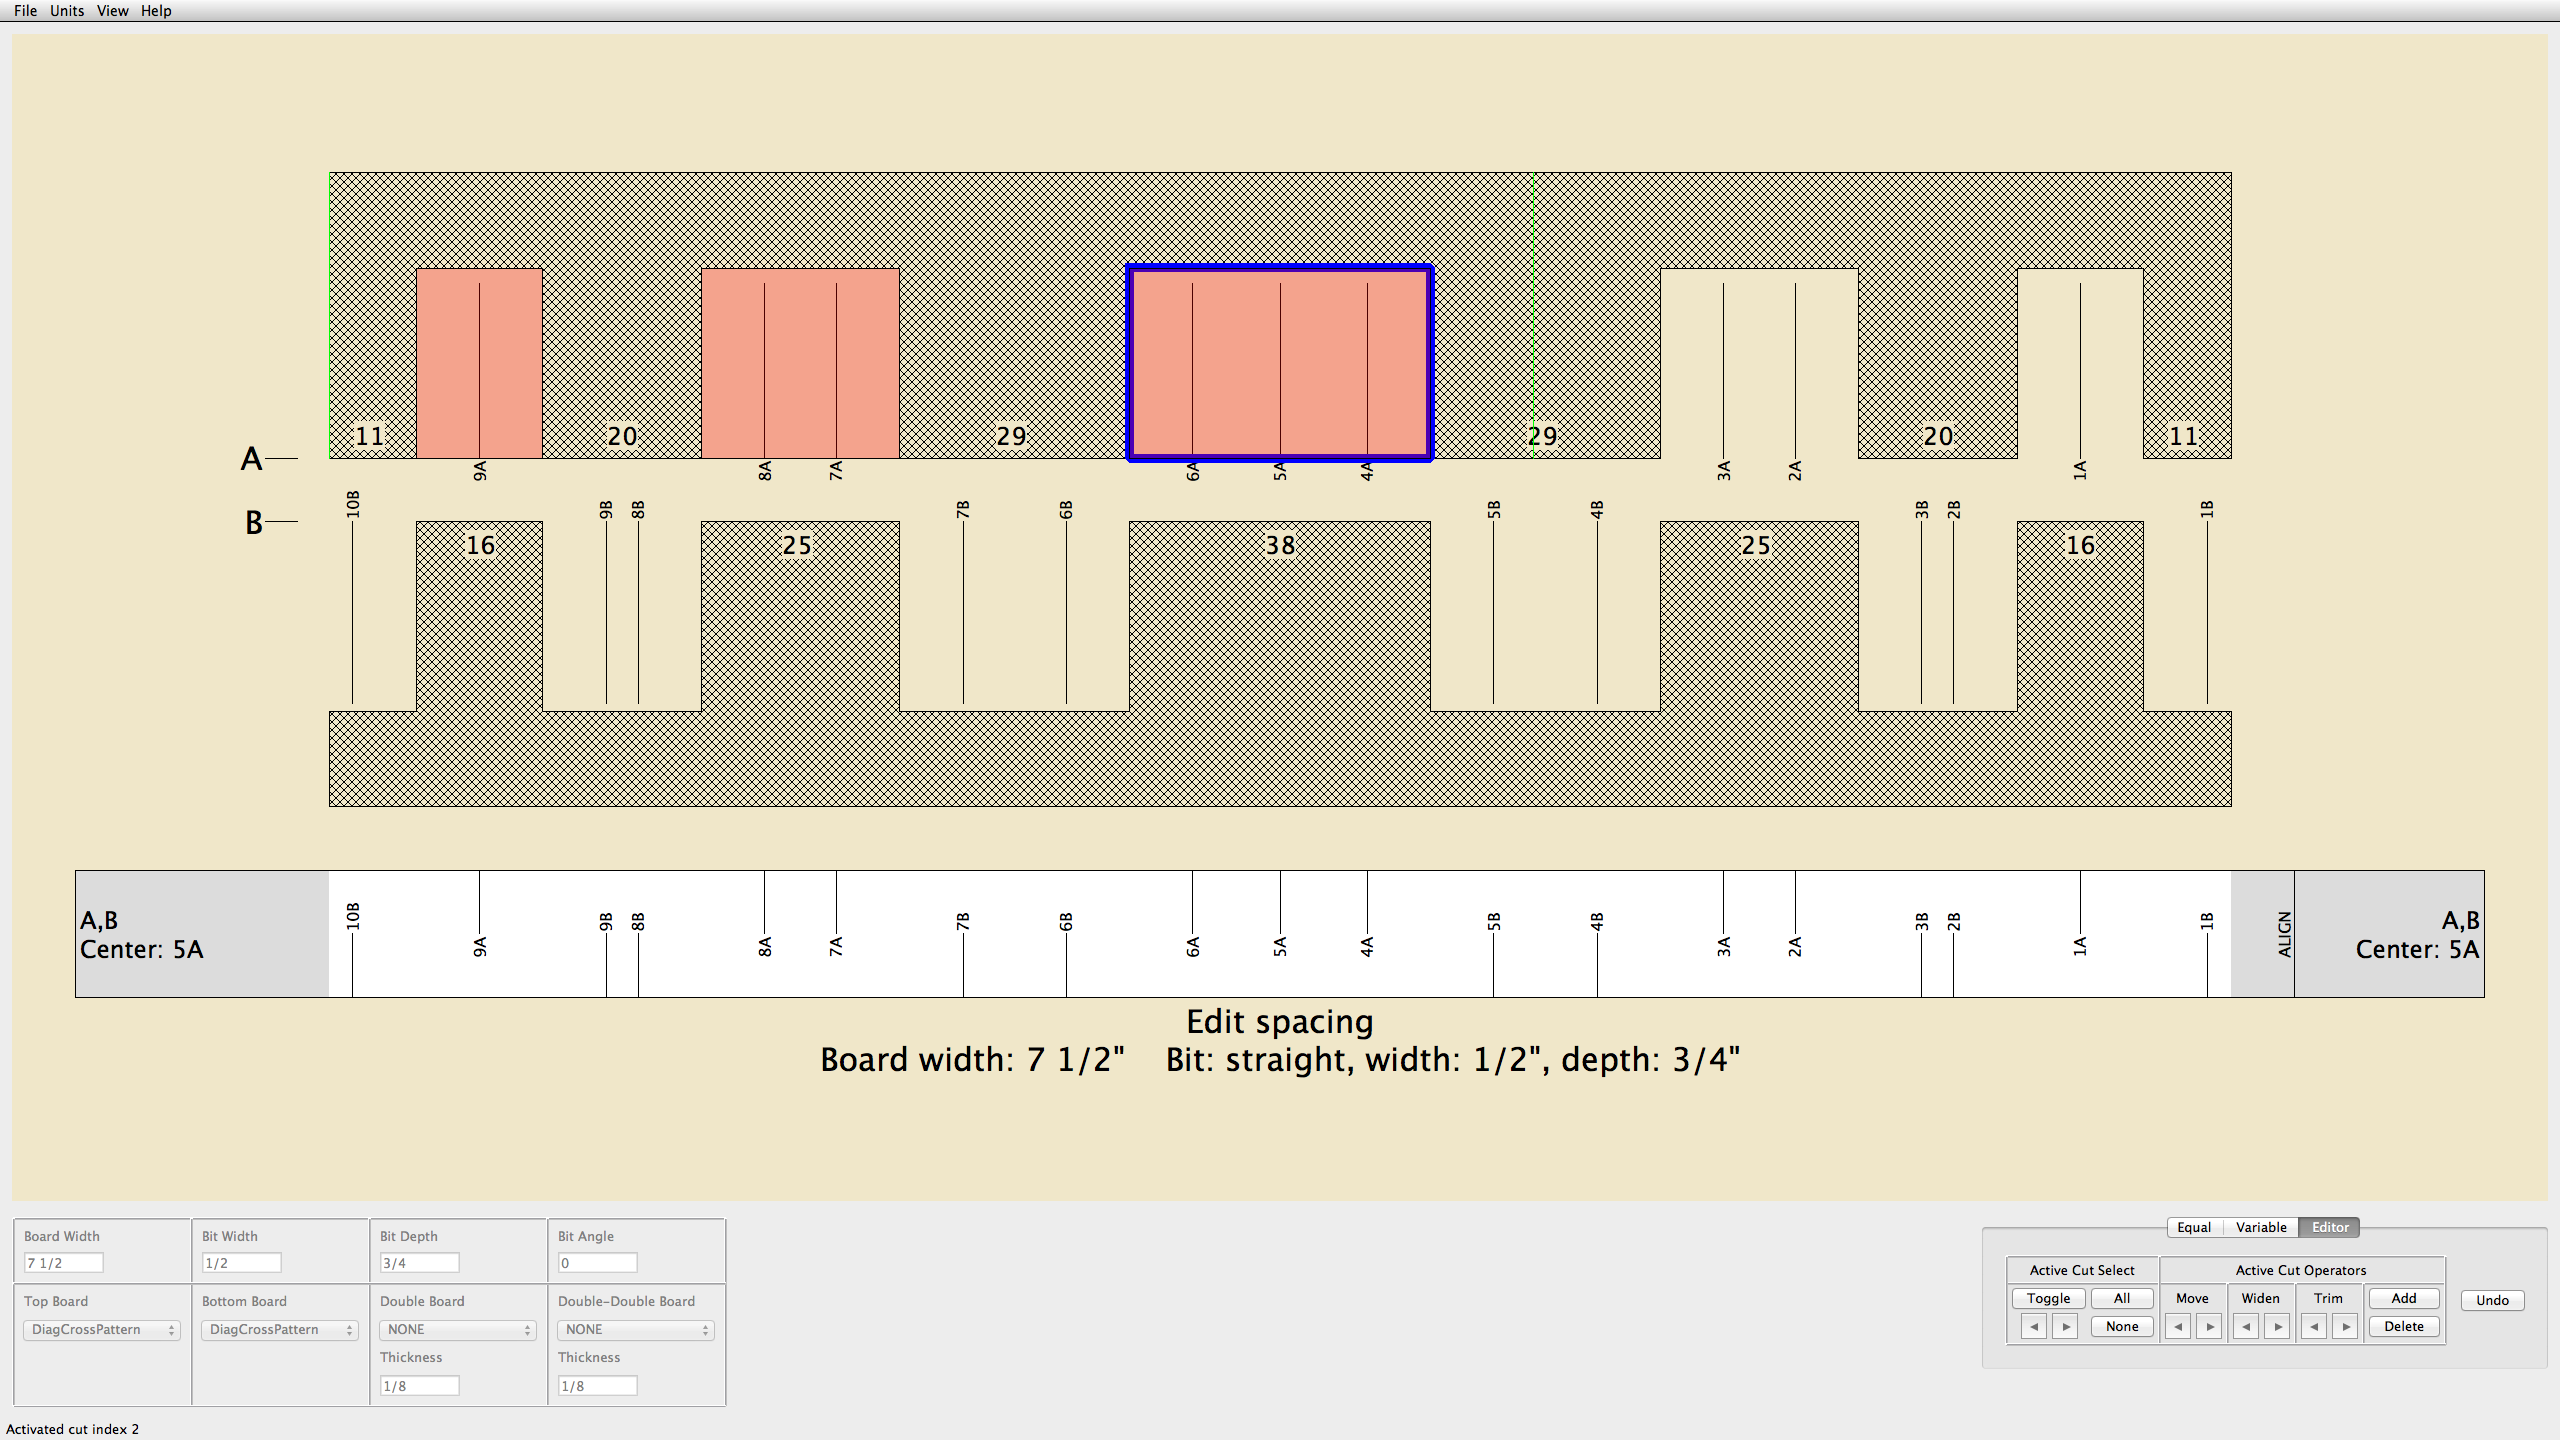 File Units View Help
11 20 29 29 20 11
A
9A 8A 7A 6A 5A 4A 3A 2A 1A
10B 9B 8B 7B 6B 5B 4B 3B 2B 1B
B
16 25 38 25 16
A,B
Center: 5A
10B 9A 9B 8B 8A 7A 7B 6B 6A 5A 4A 5B 4B 3A 2A 3B 2B 1A 1B
ALIGN
A,B
Center: 5A
Edit spacing
Board width: 7 1/2" Bit: straight, width: 1/2", depth: 3/4"
Board Width Bit Width Bit Depth Bit Angle
7 1/2 1/2 3/4 0
Top Board Bottom Board Double Board Double-Double Board
DiagCrossPattern DiagCrossPattern NONE NONE
Thickness Thickness
1/8 1/8
Equal Variable Editor
Active Cut Select Active Cut Operators
Toggle All Move Widen Trim Add Undo
None Delete
Activated cut index 2